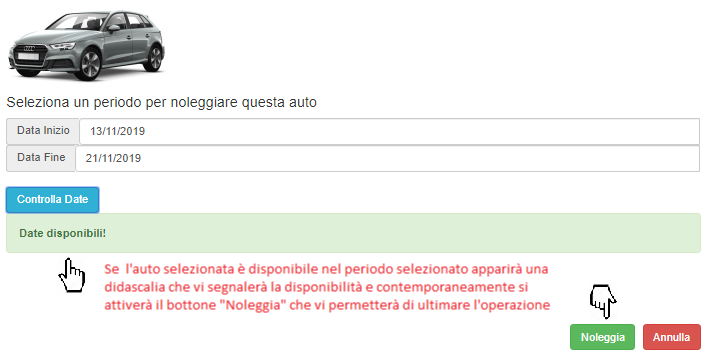 Seleziona un periodo per noleggiare questa auto
Data Inizio 13/11/2019
Data Fine 21/11/2019
Controlla Date
Date disponibili!
Se l'auto selezionata è disponibile nel periodo selezionato apparirà una
didascalia che vi segnalerà la disponibilità e contemporaneamente si
attiverà il bottone "Noleggia" che vi permetterà di ultimare l'operazione
Noleggia Annulla